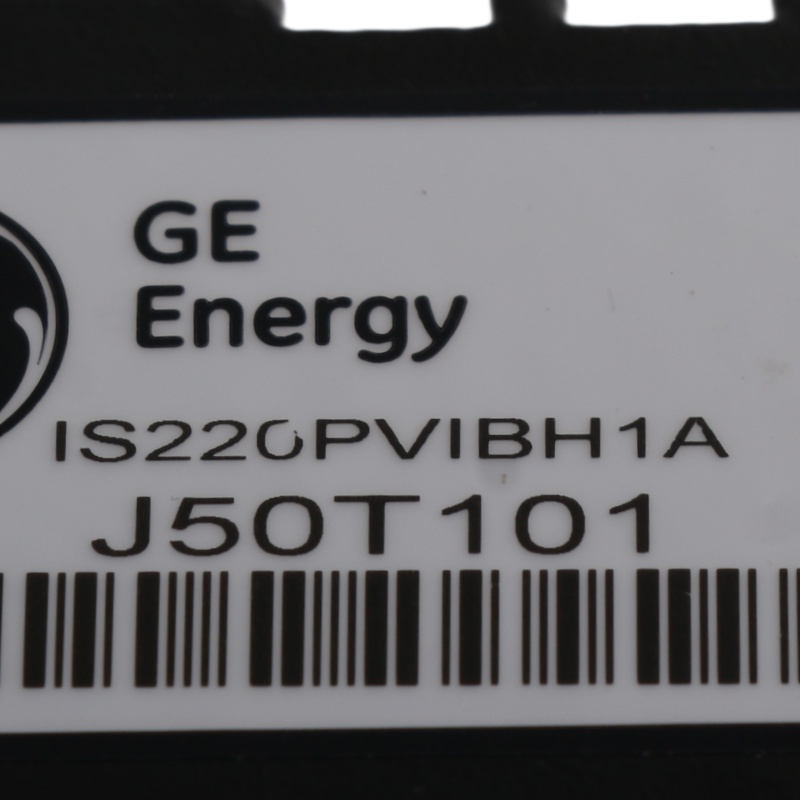 GE
Energy
IS220PVIBH1A
J50T101